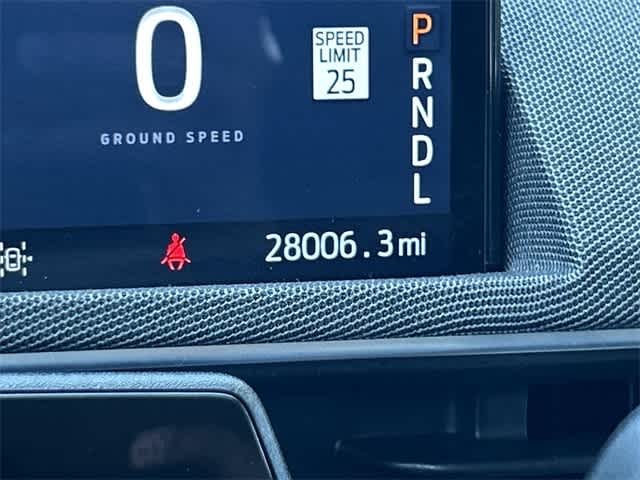 0
GROUND SPEED
SPEED
LIMIT
25
P
R
N
D
L
28006.3mi